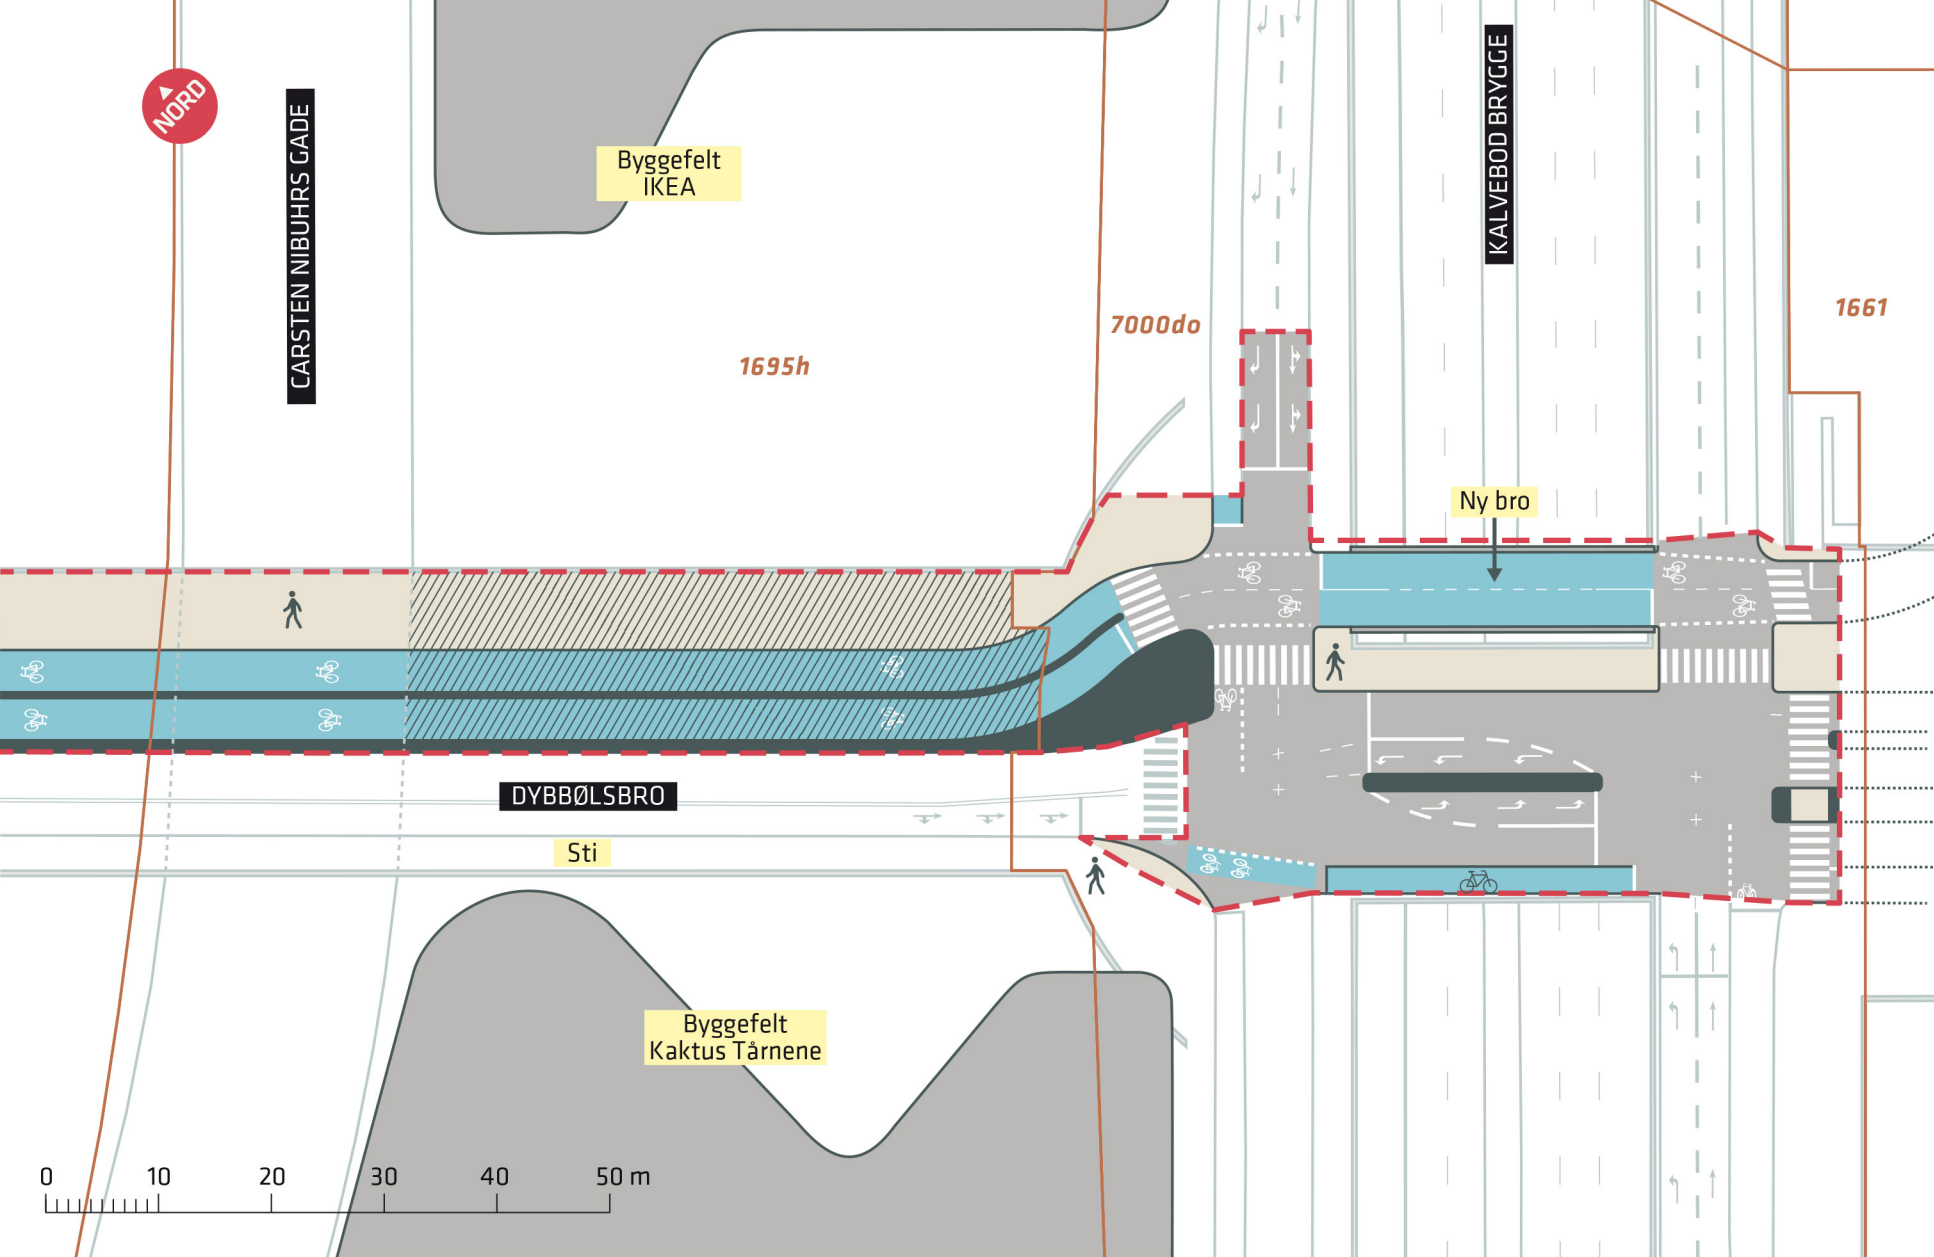 NORD
CARSTEN NIBUHRS GADE
KALVEBOD BRYGGE
Byggefelt
IKEA
7000do
1661
1695h
Ny bro
DYBBØLSBRO
Sti
Byggefelt
Kaktus Tårnene
0 10 20 30 40 50 m